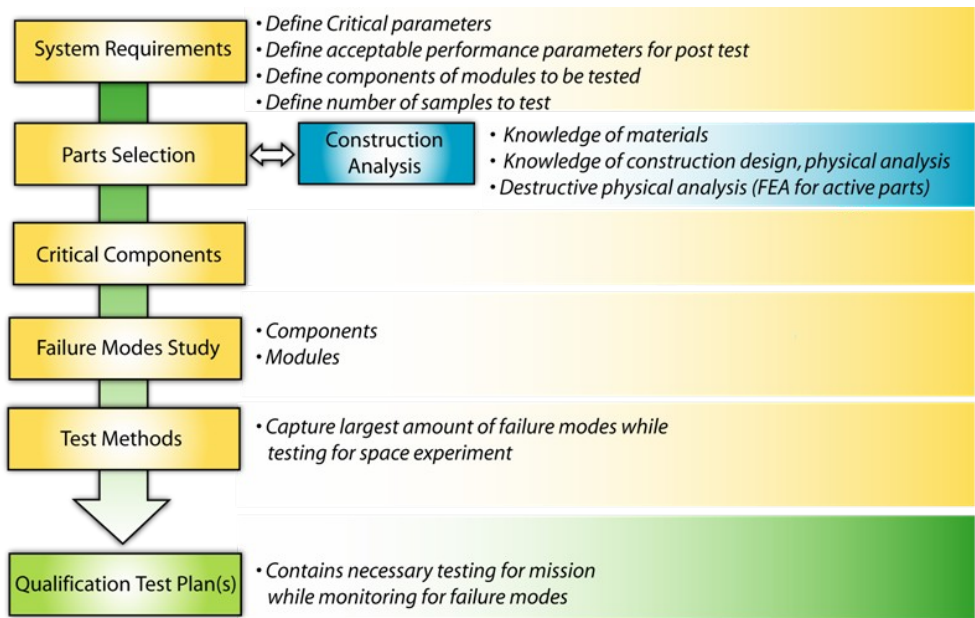 System Requirements
• Define Critical parameters
• Define acceptable performance parameters for post test
• Define components of modules to be tested
• Define number of samples to test
Parts Selection
Construction
Analysis
• Knowledge of materials
• Knowledge of construction design, physical analysis
• Destructive physical analysis (FEA for active parts)
Critical Components
Failure Modes Study
• Components
• Modules
Test Methods
• Capture largest amount of failure modes while
testing for space experiment
Qualification Test Plan(s)
• Contains necessary testing for mission
while monitoring for failure modes